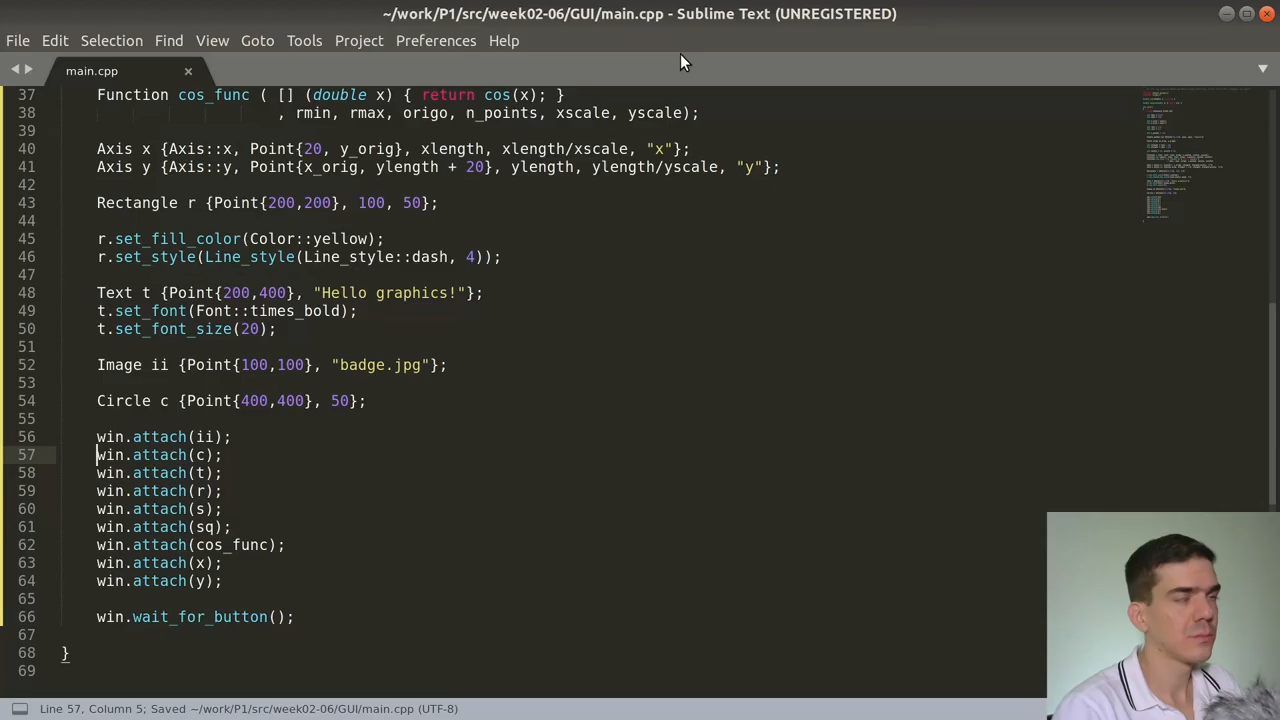 ~/work/P1/src/week02-06/GUI/main.cpp - Sublime Text (UNREGISTERED)
File Edit Selection Find View Goto Tools Project Preferences Help
main.cpp
37 Function cos_func ( [] (double x) { return cos(x); }
38 , rmin, rmax, origo, n_points, xscale, yscale);
39
40 Axis x {Axis::x, Point{20, y_orig}, xlength, xlength/xscale, "x"};
41 Axis y {Axis::y, Point{x_orig, ylength + 20}, ylength, ylength/yscale, "y"};
42
43 Rectangle r {Point{200,200}, 100, 50};
44
45 r.set_fill_color(Color::yellow);
46 r.set_style(Line_style(Line_style::dash, 4));
47
48 Text t {Point{200,400}, "Hello graphics!"};
49 t.set_font(Font::times_bold);
50 t.set_font_size(20);
51
52 Image ii {Point{100,100}, "badge.jpg"};
53
54 Circle c {Point{400,400}, 50};
55
56 win.attach(ii);
57 win.attach(c);
58 win.attach(t);
59 win.attach(r);
60 win.attach(s);
61 win.attach(sq);
62 win.attach(cos_func);
63 win.attach(x);
64 win.attach(y);
65
66 win.wait_for_button();
67
68 }
69
Line 57, Column 5; Saved ~/work/P1/src/week02-06/GUI/main.cpp (UTF-8)